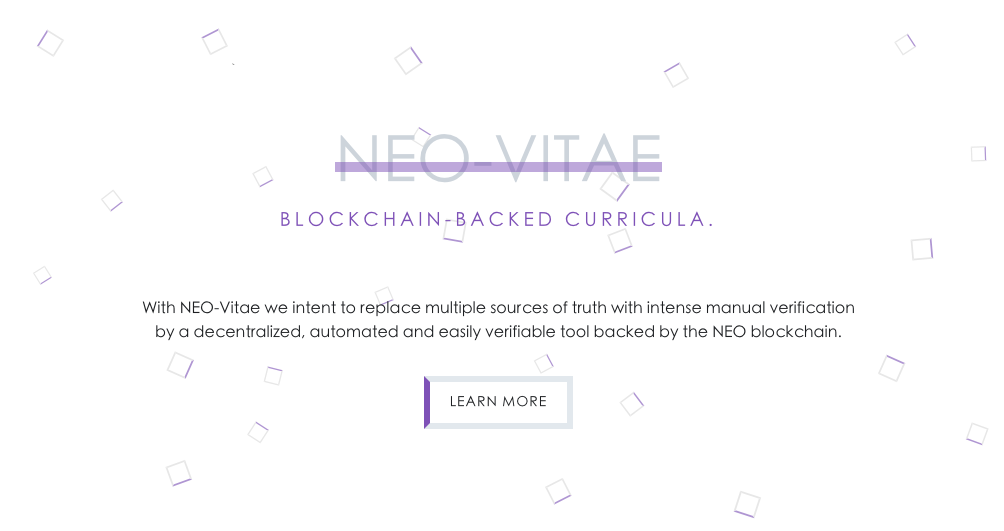 NEO-VITAE
BLOCKCHAIN-BACKED CURRICULA.
With NEO-Vitae we intent to replace multiple sources of truth with intense manual verification
by a decentralized, automated and easily verifiable tool backed by the NEO blockchain.
LEARN MORE